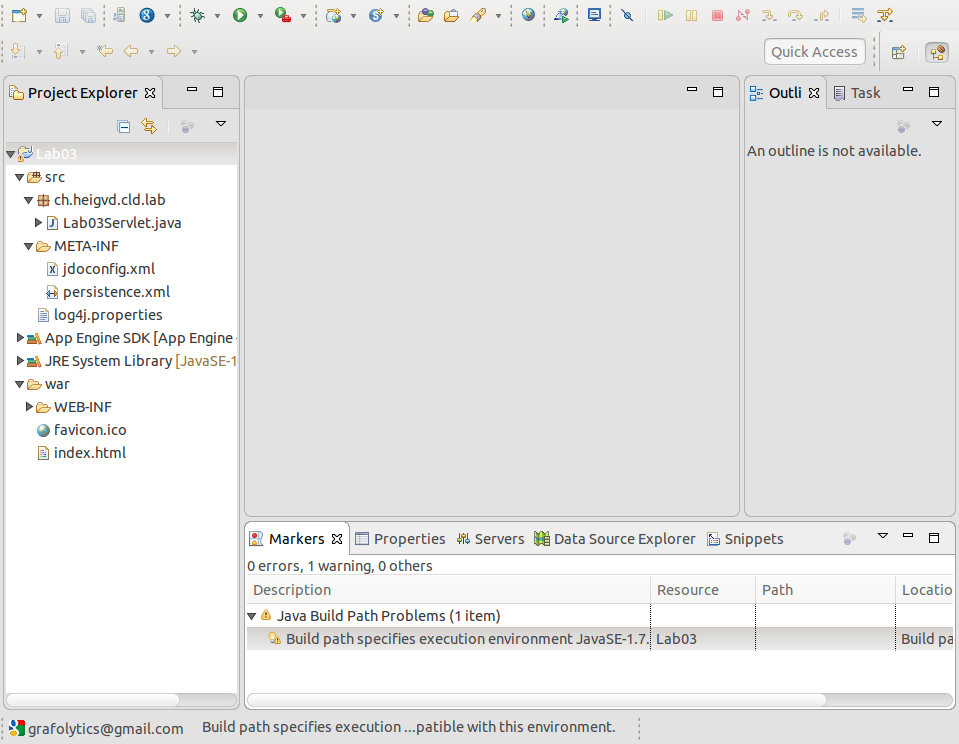 Quick Access
Project Explorer
Outli
Task
Lab03
An outline is not available.
src
ch.heigvd.cld.lab
Lab03Servlet.java
META-INF
jdoconfig.xml
persistence.xml
log4j.properties
App Engine SDK [App Engine
JRE System Library [JavaSE-1
war
WEB-INF
favicon.ico
index.html
Markers
Properties
Servers
Data Source Explorer
Snippets
0 errors, 1 warning, 0 others
Description
Resource
Path
Locatio
Java Build Path Problems (1 item)
Build path specifies execution environment JavaSE-1.7.
Lab03
Build pa
grafolytics@gmail.com
Build path specifies execution ...patible with this environment.